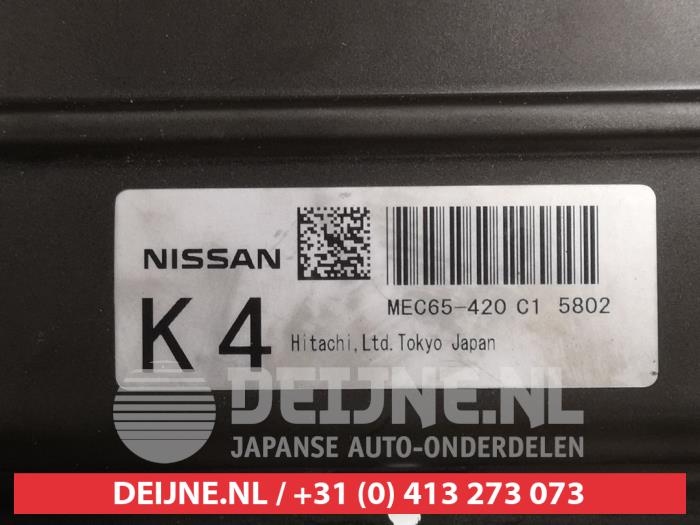 NISSAN
MEC65-420 C1 5802
K4
Hitachi,Ltd.Tokyo Japan
DEIJNE.NL
JAPANSE AUTO-ONDERDELEN
DEIJNE.NL / +31 (0) 413 273 073